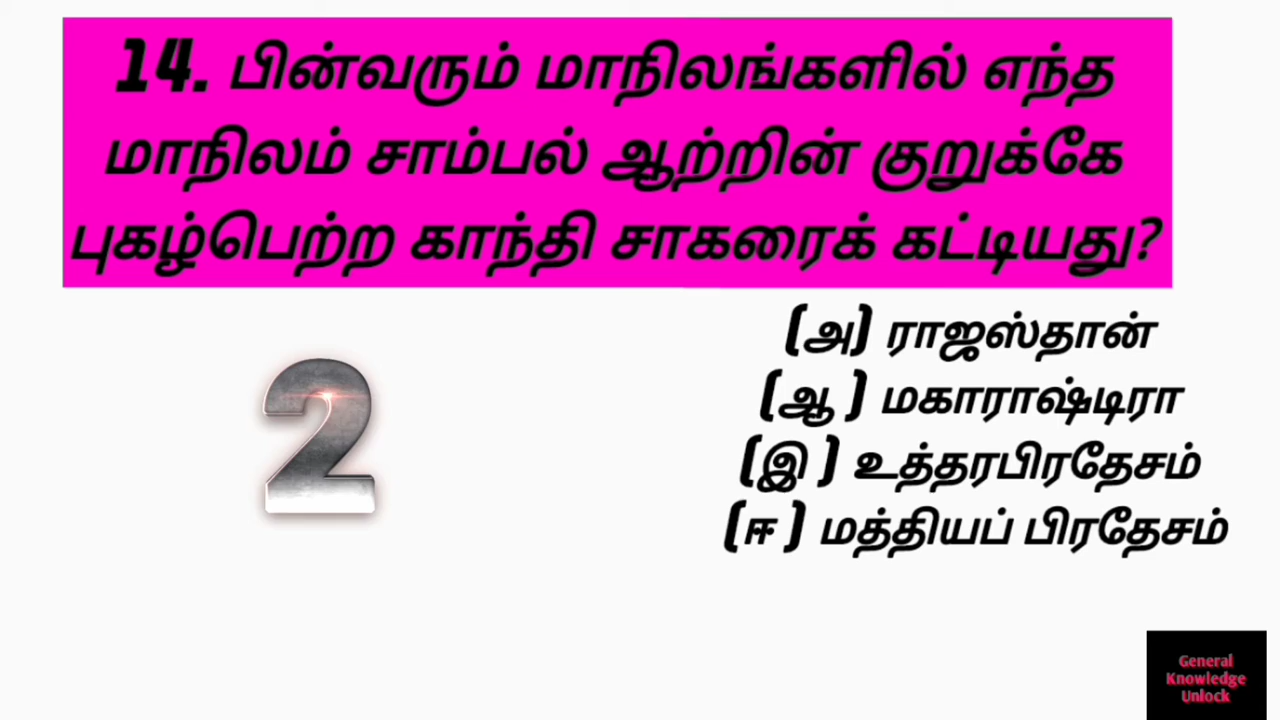 14. பின்வரும் மாநிலங்களில் எந்த
மாநிலம் சாம்பல் ஆற்றின் குறுக்கே
புகழ்பெற்ற காந்தி சாகரைக் கட்டியது?
(அ) ராஜஸ்தான்
(ஆ ) மகாராஷ்டிரா
(இ ) உத்தரபிரதேசம்
(ஈ ) மத்தியப் பிரதேசம்
2
General
Knowledge
Unlock